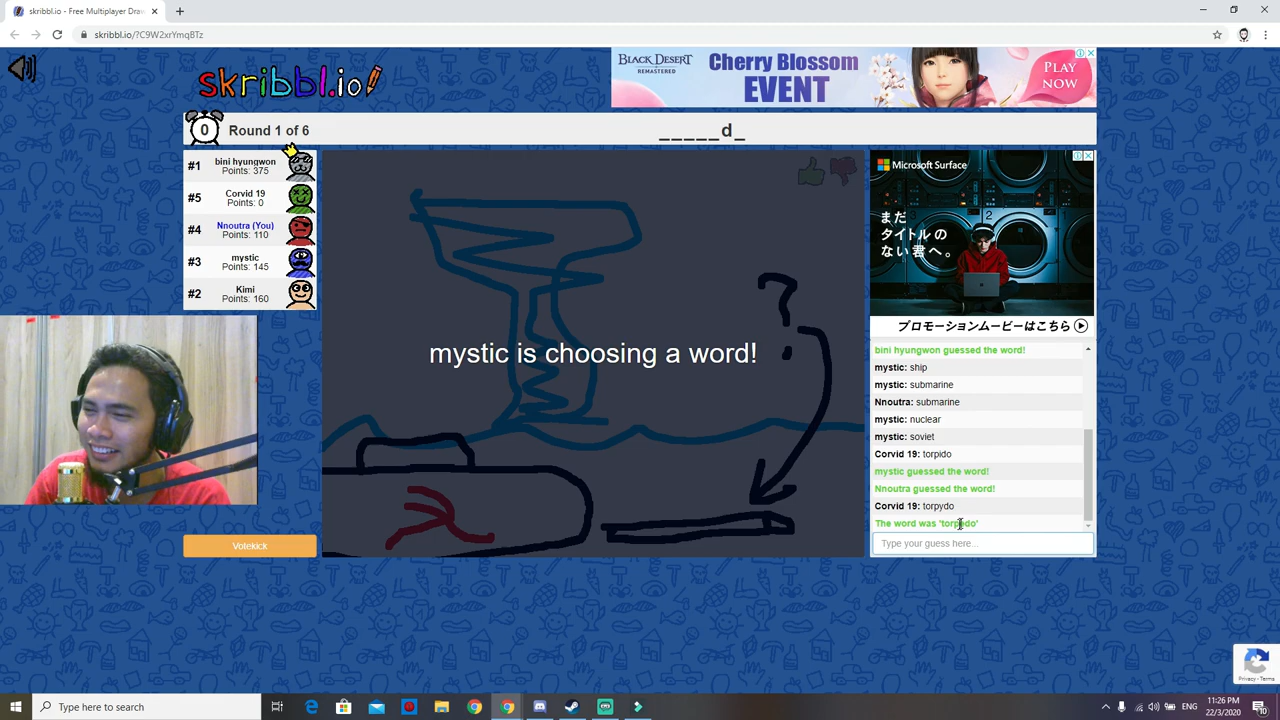 skribbl.io - Free Multiplayer Dra
skribbl.io/?C9W2xrYmqBTz
skribbl.io
BLACK DESERT
REMASTERED
Cherry Blossom
EVENT
PLAY
NOW
0
Round 1 of 6
_____d_
#1
bini hyungwon
Points: 375
#5
Corvid 19
Points: 0
#4
Nnoutra (You)
Points: 110
#3
mystic
Points: 145
#2
Kimi
Points: 160
Votekick
?
mystic is choosing a word!
Microsoft Surface
まだ
タイトルの
ない君へ。
2
プロモーションムービーはこちら
bini hyungwon guessed the word!
mystic: ship
mystic: submarine
Nnoutra: submarine
mystic: nuclear
mystic: soviet
Corvid 19: torpido
mystic guessed the word!
Nnoutra guessed the word!
Corvid 19: torpydo
The word was 'torpedo'
Type your guess here...
Privacy - Terms
Type here to search
ENG
11:26 PM
22/3/2020
10